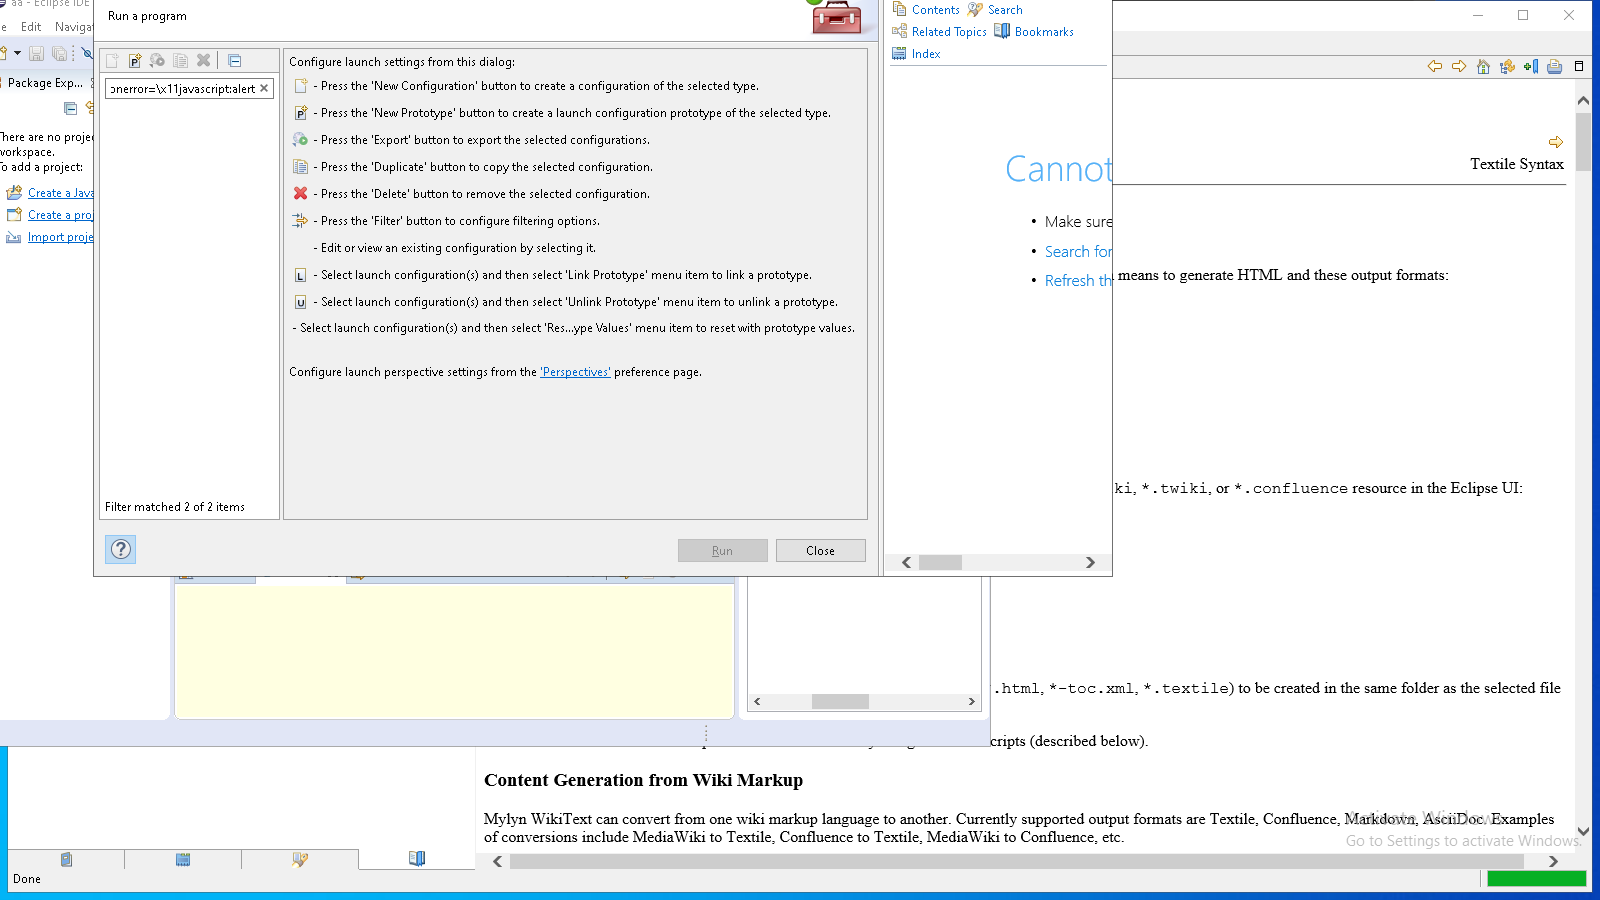 aa - Eclipse IDE
Edit
Run a program
Package Exp...
onerror=\x11javascript:alert
There are no
workspace.
To add a project:
Create a Java
Create a
Import
Filter matched 2 of 2 items
Configure launch settings from this dialog:
- Press the 'New Configuration' button to create a configuration of the selected type.
- Press the 'New Prototype' button to create a launch configuration prototype of the selected type.
- Press the 'Export' button to export the selected configurations.
- Press the 'Duplicate' button to copy the selected configuration.
- Press the 'Delete' button to remove the selected configuration.
- Press the 'Filter' button to configure filtering options.
- Edit or view an existing configuration by selecting it.
- Select launch configuration(s) and then select 'Link Prototype' menu item to link a prototype.
- Select launch configuration(s) and then select 'Unlink Prototype' menu item to unlink a prototype.
- Select launch configuration(s) and then select 'Res...ype Values' menu item to reset with prototype values.
Configure launch perspective settings from the 'Perspectives' preference page.
Run
Close
Contents
Search
Related Topics
Bookmarks
Index
Cannot
• Make sure
• Search for
• Refresh
Textile Syntax
means to generate HTML and these output formats:
ki, *.twiki, or *.confluence resource in the Eclipse UI:
.html, *-toc.xml, *.textile) to be created in the same folder as the selected file
cripts (described below).
Content Generation from Wiki Markup
Mylyn WikiText can convert from one wiki markup language to another. Currently supported output formats are Textile, Confluence, Markdown, AsciiDoc. Examples
of conversions include MediaWiki to Textile, Confluence to Textile, MediaWiki to Confluence, etc.
Activate Windows
Go to Settings to activate Windows.
Done